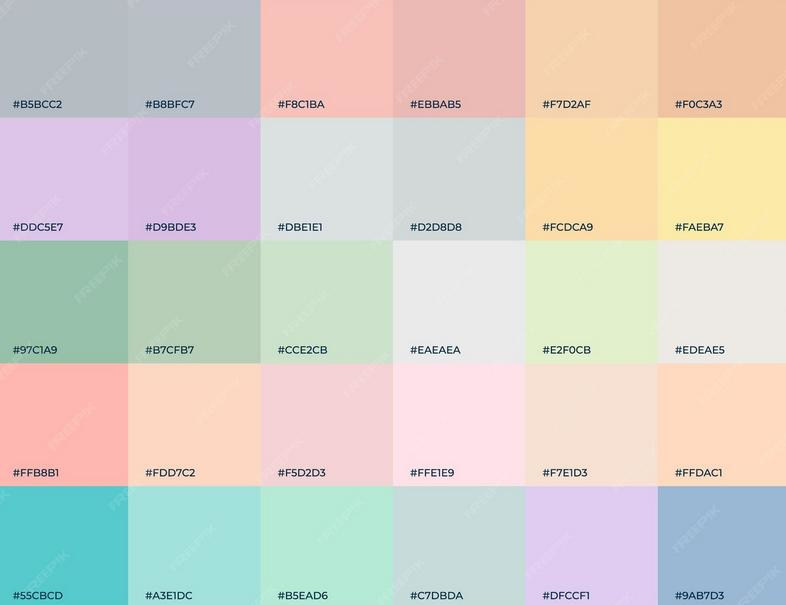 #B5BCC2 #B8BFC7 #F8C1BA #EBBAB5 #F7D2AF #F0C3A3
#DDC5E7 #D9BDE3 #DBE1E1 #D2D8D8 #FCDCA9 #FAEBA7
#97C1A9 #B7CFB7 #CCE2CB #EAEAEA #E2F0CB #EDEAE5
#FFB8B1 #FDD7C2 #F5D2D3 #FFE1E9 #F7E1D3 #FFDAC1
#55CBCD #A3E1DC #B5EAD6 #C7DBDA #DFCCF1 #9AB7D3
FREEPIK